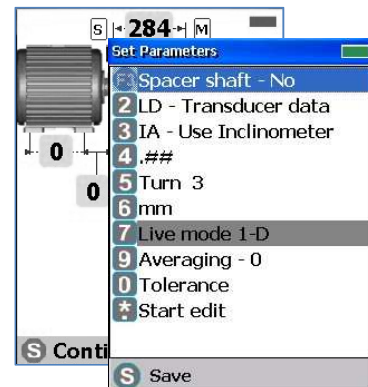 S 284 M
Set Parameters
F1 Spacer shaft - No
2 LD - Transducer data
3 IA - Use Inclinometer
4 .##
0
5 Turn 3
0
6 mm
7 Live mode 1-D
9 Averaging - 0
0 Tolerance
* Start edit
S Conti
S Save